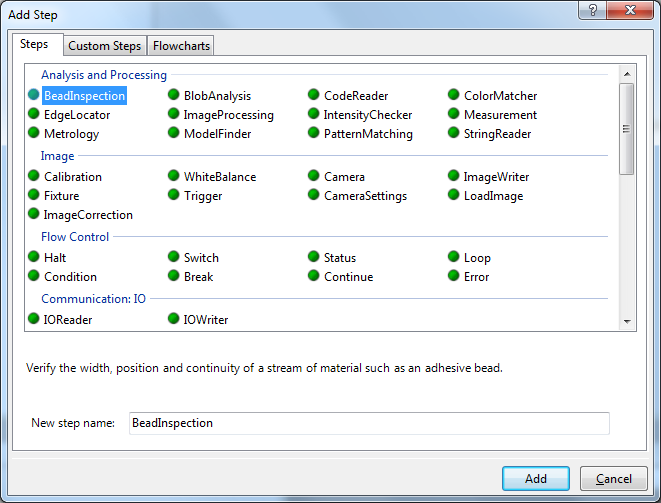 Add Step
Steps Custom Steps Flowcharts
Analysis and Processing
BeadInspection BlobAnalysis CodeReader ColorMatcher
EdgeLocator ImageProcessing IntensityChecker Measurement
Metrology ModelFinder PatternMatching StringReader
Image
Calibration WhiteBalance Camera ImageWriter
Fixture Trigger CameraSettings LoadImage
ImageCorrection
Flow Control
Halt Switch Status Loop
Condition Break Continue Error
Communication: IO
IOReader IOWriter
Verify the width, position and continuity of a stream of material such as an adhesive bead.
New step name: BeadInspection
Add Cancel